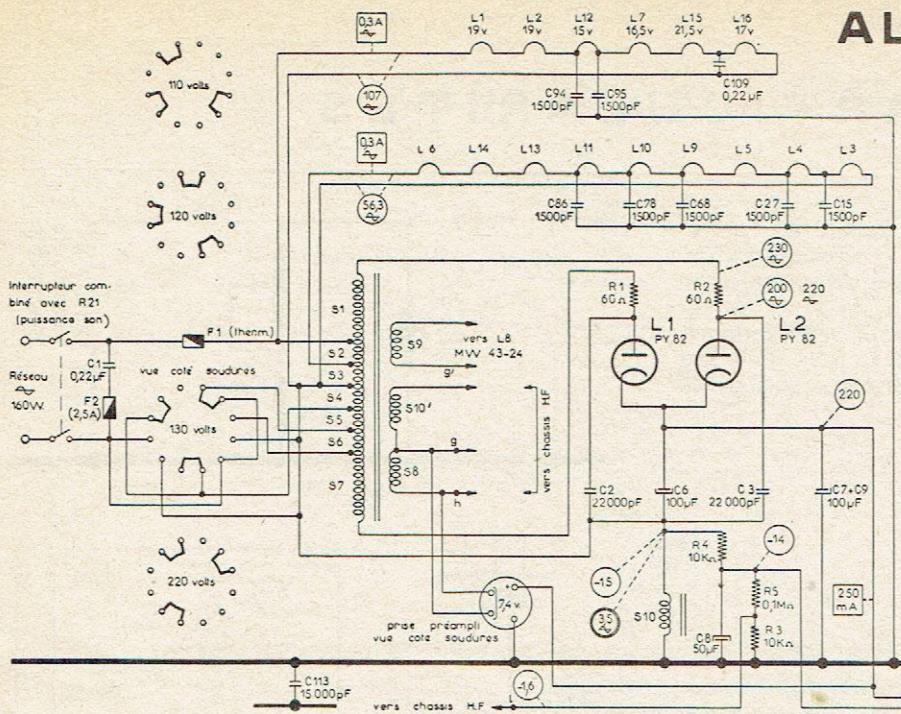 AL
0,3A
107
L1
19v
L2
19v
L12
15v
L7
16,5v
L15
21,5v
L16
17v
C94
1500pF
C95
1500pF
C109
0,22µF
110 volts
0,3A
56,3
L6
L14
L13
L11
L10
L9
L5
L4
L3
C86
1500pF
C78
1500pF
C68
1500pF
C27
1500pF
C15
1500pF
120 volts
Interrupteur com-
biné avec R21
(puissance son)
F1 (therm.)
Réseau
160W.
C1
0,22µF
F2
(2,5A)
vue coté soudures
130 volts
220 volts
S1
S2
S3
S4
S5
S6
S7
S9
S10'
S8
vers L8
MW 43-24
g'
g
h
vers chassis H.F
R1
60Ω
R2
60Ω
230
200
220
L1
PY 82
L2
PY 82
220
C2
22000pF
C6
100µF
C3
22000pF
C7+C9
100µF
R4
10KΩ
-15
3,5
-14
R5
0,1MΩ
R3
10KΩ
250
mA
S10
C8
50µF
7,4 v.
prise préampli
vue coté soudures
C113
15000pF
-1,6
vers chassis H.F